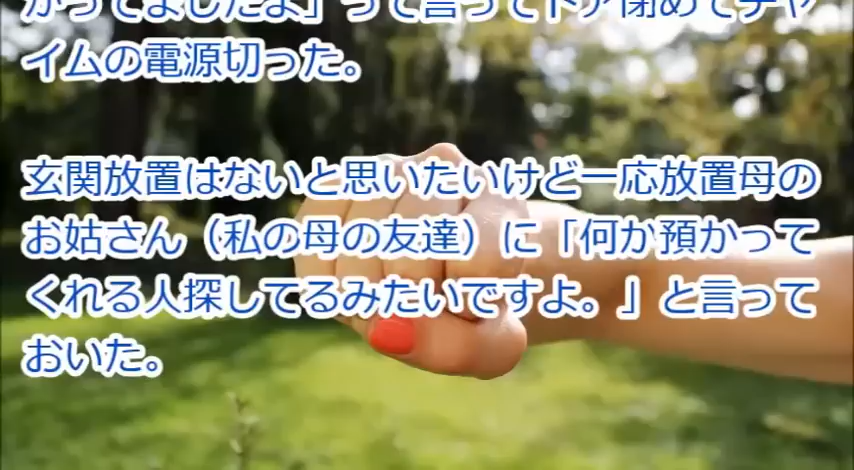 かってましたよ」って言ってドア閉めてチャ
イムの電源切った。
玄関放置はないと思いたいけど一応放置母の
お姑さん（私の母の友達）に「何か預かって
くれる人探してるみたいですよ。」と言って
おいた。